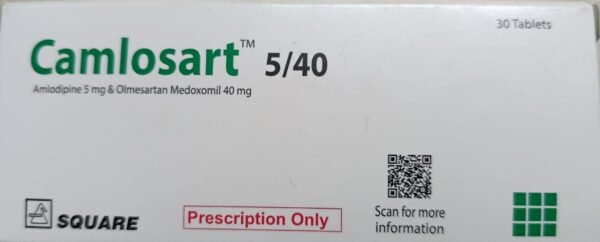 30 Tablets
Camlosart™ 5/40
Amlodipine 5 mg & Olmesartan Medoxomil 40 mg
SQUARE
Prescription Only
Scan for more
information